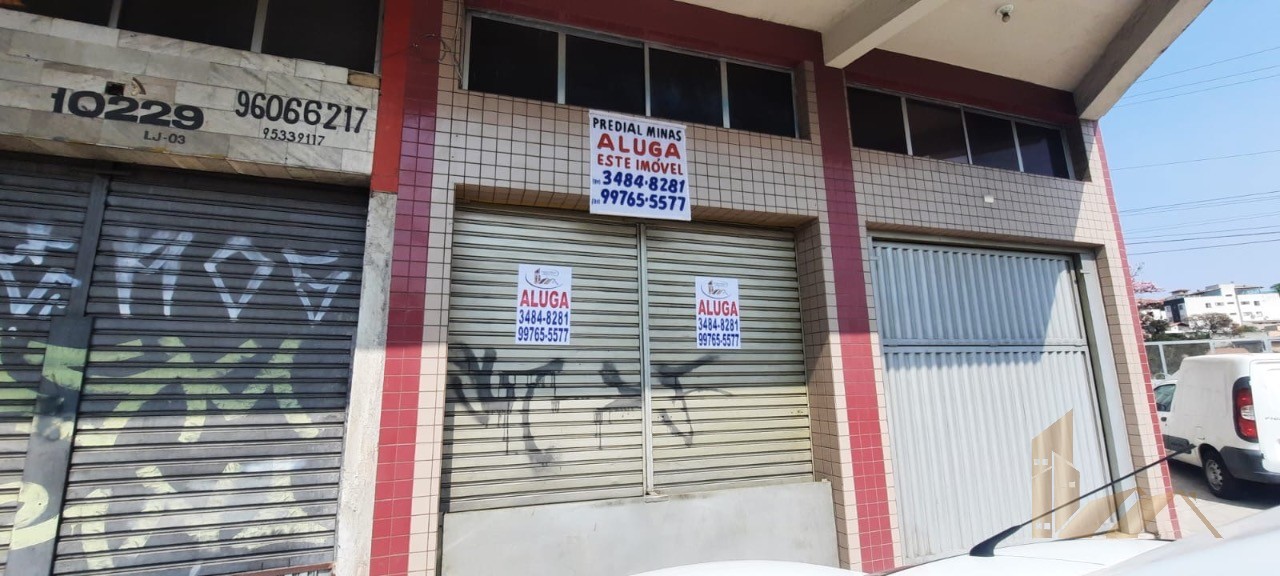 10229
LJ-03
96066217
95339117
PREDIAL MINAS
ALUGA
ESTE IMÓVEL
3484-8281
99765-5577
ALUGA
3484-8281
99765-5577
ALUGA
3484-8281
99765-5577